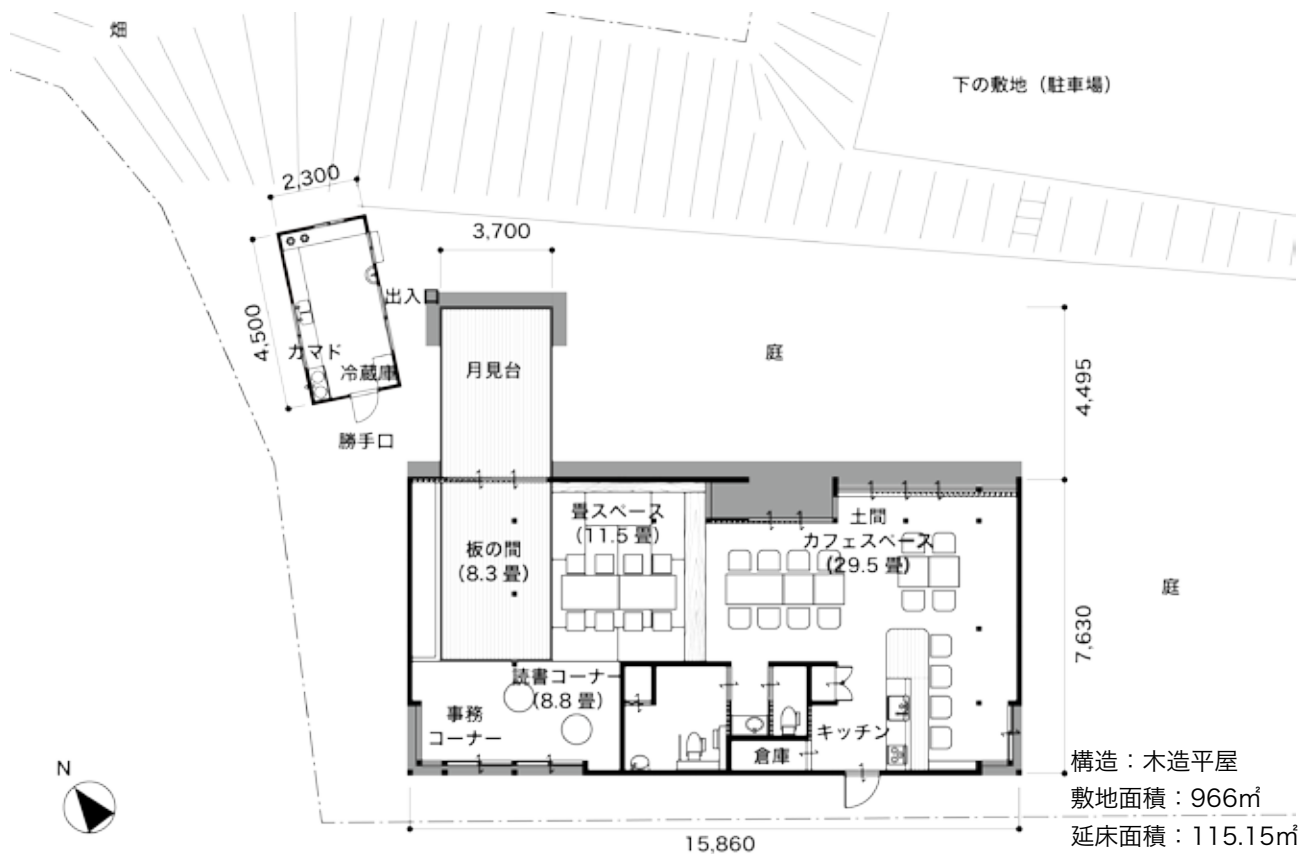 畑
下の敷地（駐車場）
2,300
3,700
出入口
4,500
カマド
冷蔵庫
月見台
庭
4,495
勝手口
畳スペース
(11.5 畳)
土間
カフェスペース
(29.5 畳)
板の間
(8.3 畳)
庭
7,630
読書コーナー
(8.8 畳)
事務
コーナー
キッチン
倉庫
N
構造：木造平屋
敷地面積：966㎡
延床面積：115.15㎡
15,860